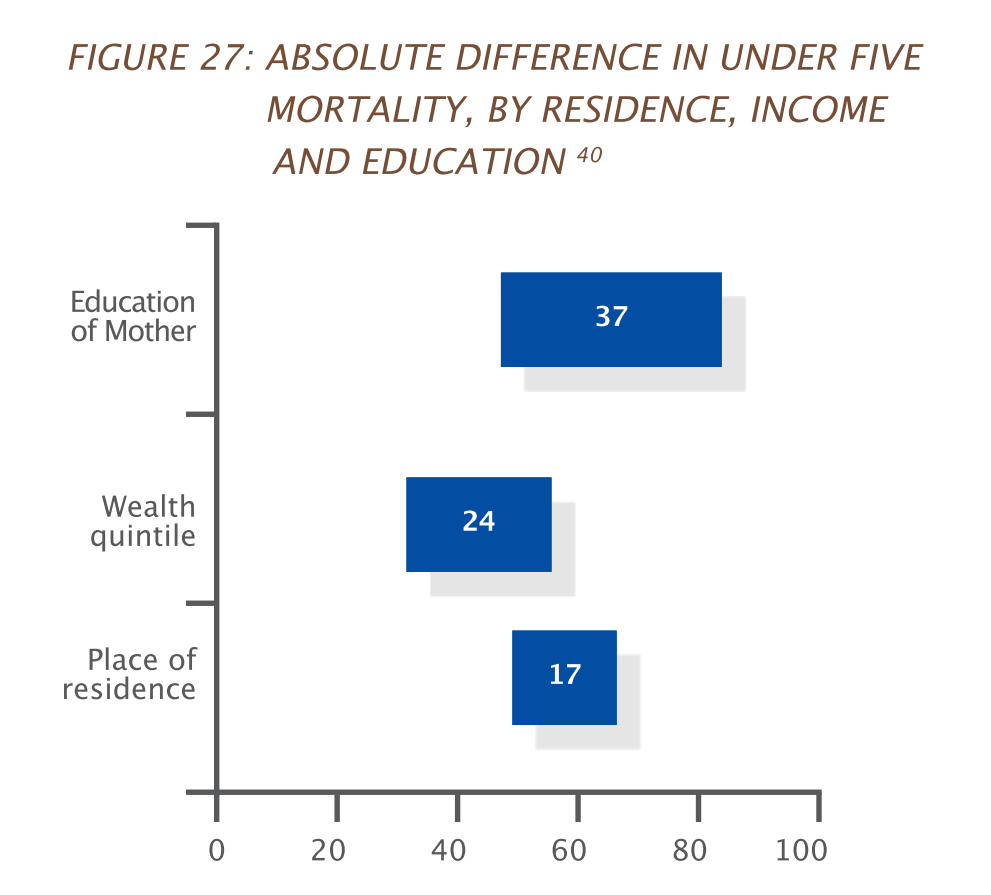 FIGURE 27: ABSOLUTE DIFFERENCE IN UNDER FIVE
MORTALITY, BY RESIDENCE, INCOME
AND EDUCATION 40
Education
of Mother
37
Wealth
quintile
24
Place of
residence
17
0 20 40 60 80 100